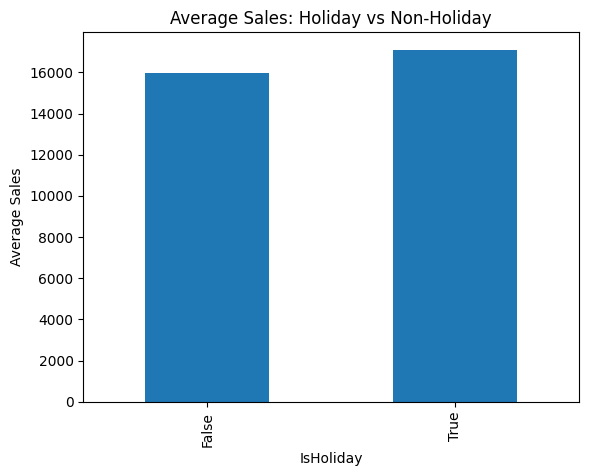 Average Sales: Holiday vs Non-Holiday
Average Sales
16000
14000
12000
10000
8000
6000
4000
2000
0
False
True
IsHoliday